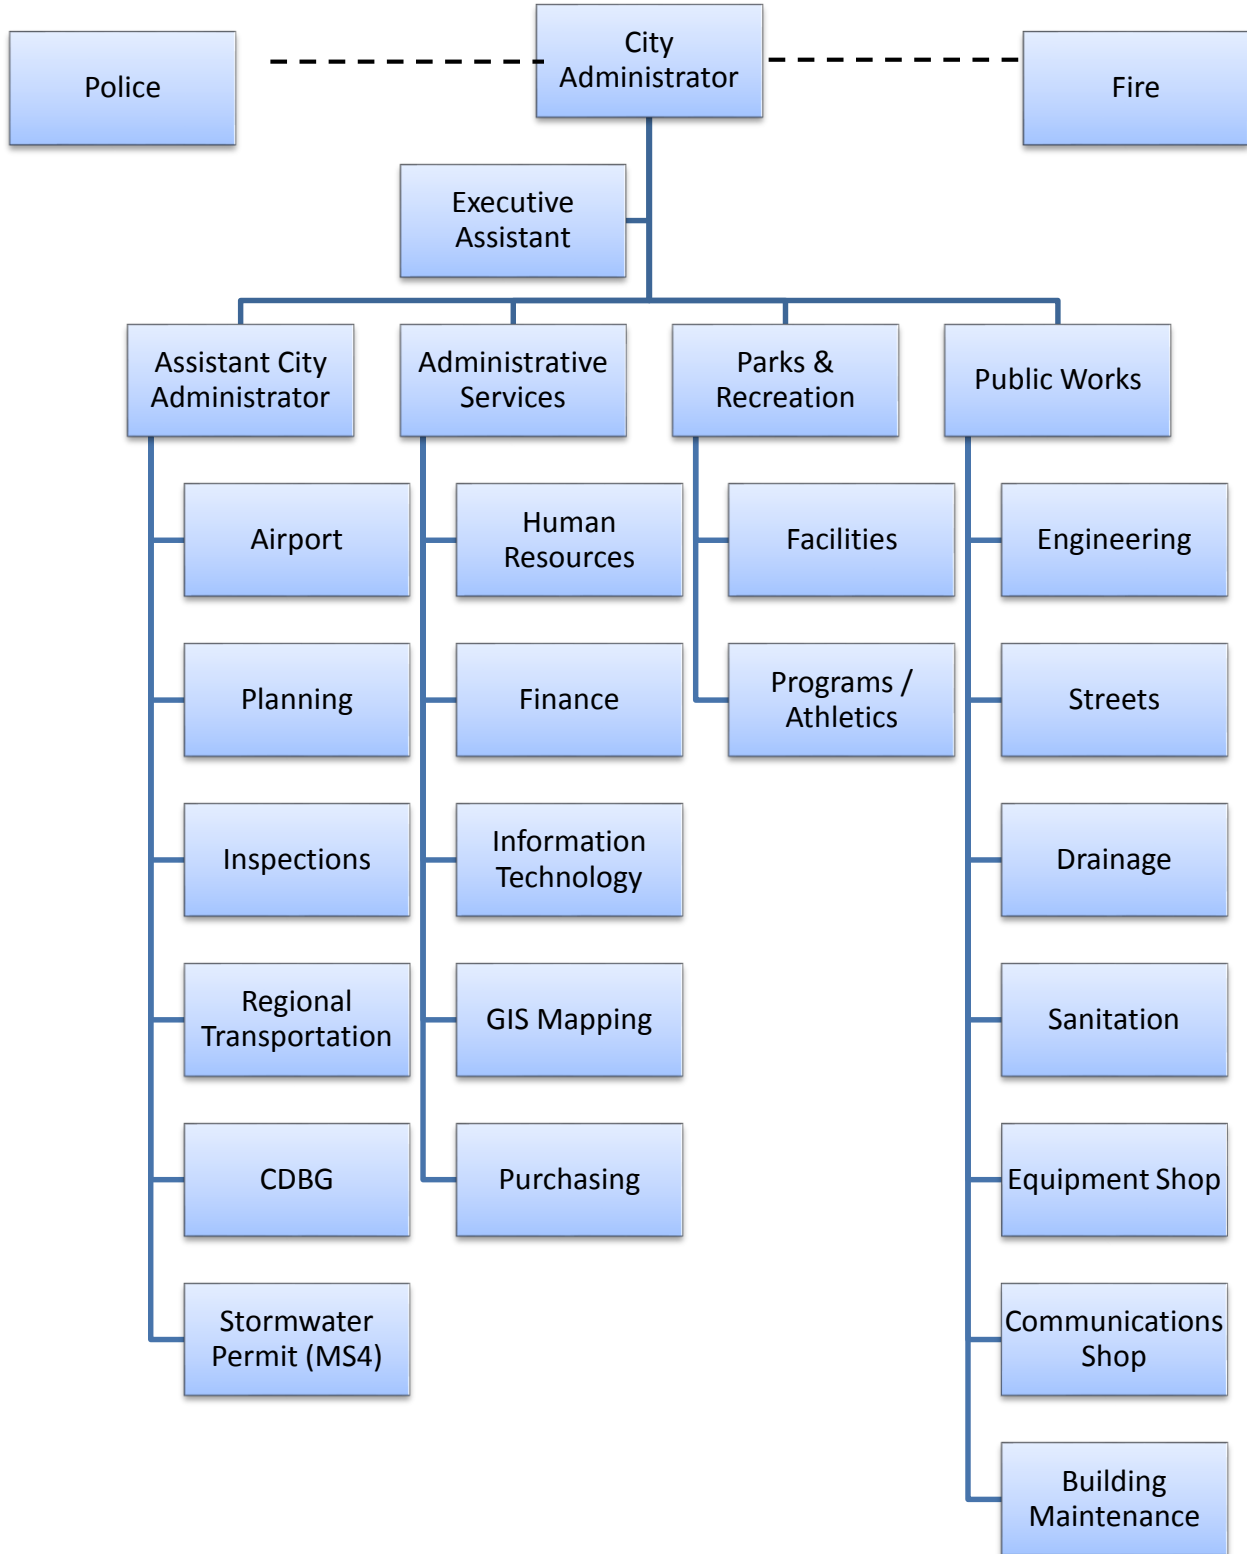 Police
City
Administrator
Fire
Executive
Assistant
Assistant City
Administrator
Administrative
Services
Parks &
Recreation
Public Works
Airport
Human
Resources
Facilities
Engineering
Planning
Finance
Programs /
Athletics
Streets
Inspections
Information
Technology
Drainage
Regional
Transportation
GIS Mapping
Sanitation
CDBG
Purchasing
Equipment Shop
Stormwater
Permit (MS4)
Communications
Shop
Building
Maintenance